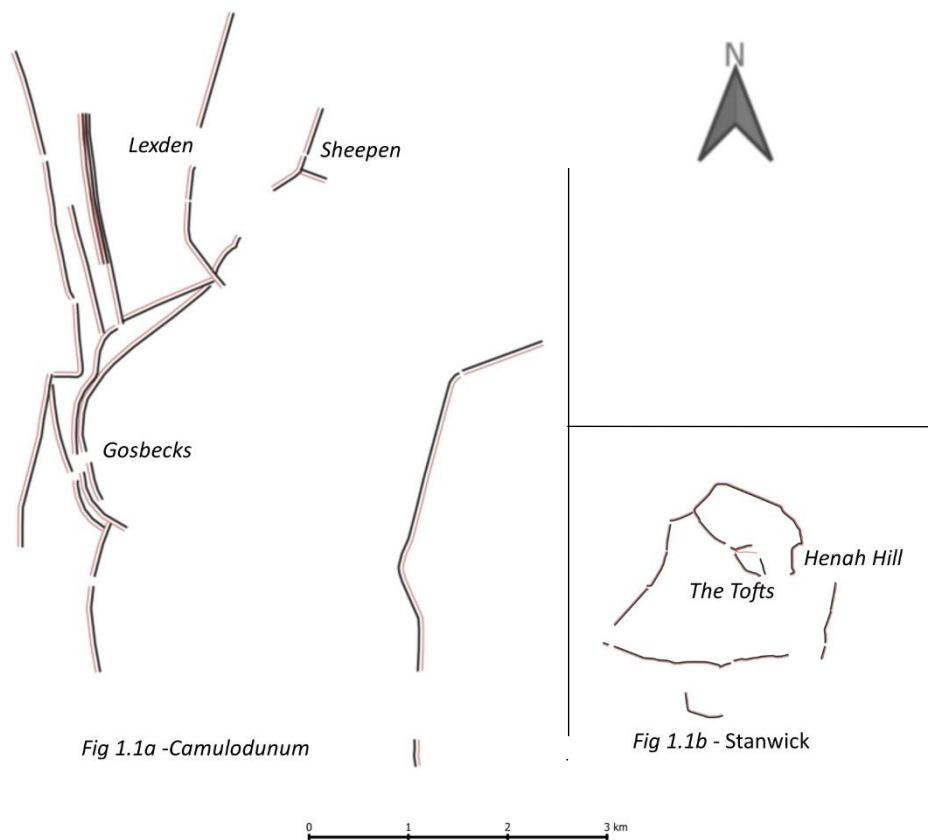 N
Lexden
Sheepen
Gosbecks
Henah Hill
The Tofts
Fig 1.1a -Camulodunum
Fig 1.1b - Stanwick
0 1 2 3 km